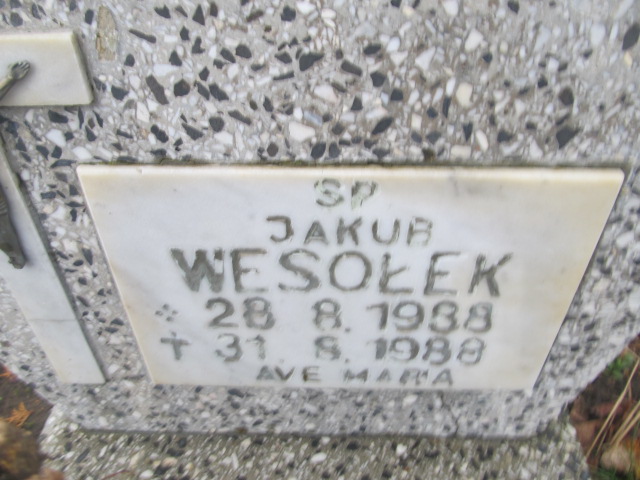 SP
JAKUB
WESOŁEK
* 28 8. 1988
† 31. 8. 1988
AVE MARIA